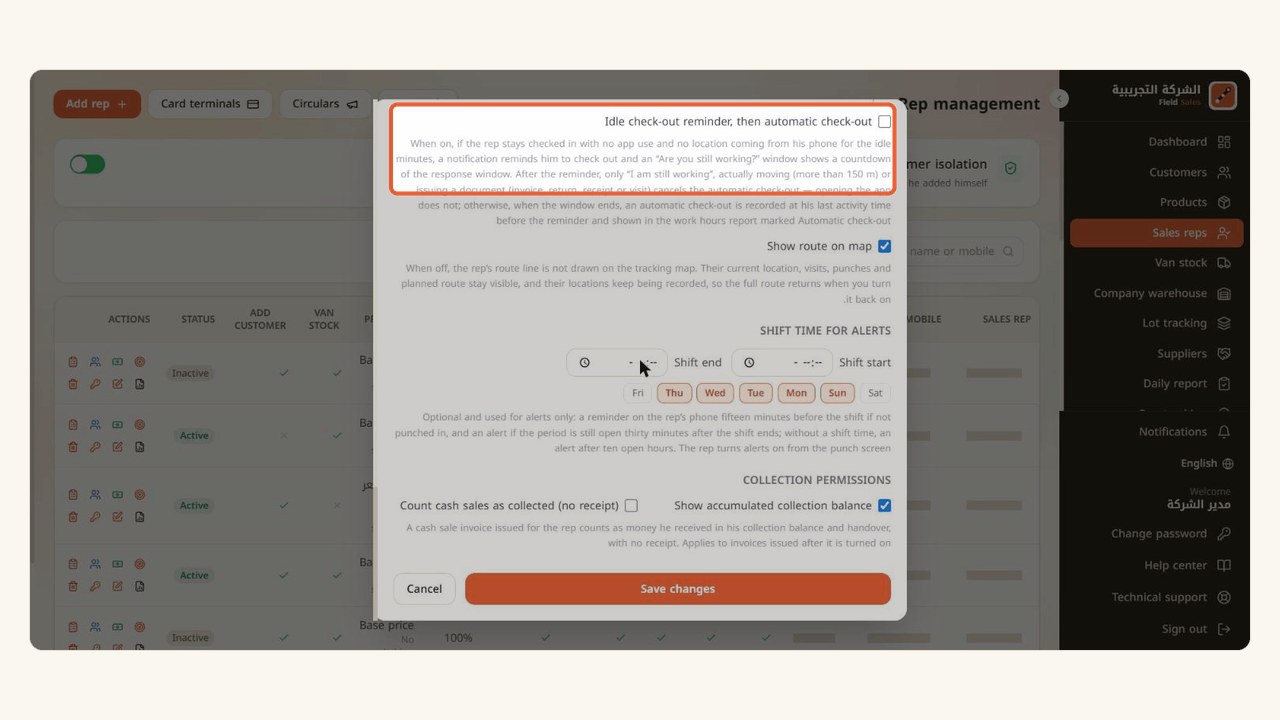 Add rep
Card terminals
Circulars
Rep management
الشركة التجريبية
Field Sales
Dashboard
Customers
Products
Sales reps
Van stock
Company warehouse
Lot tracking
Suppliers
Daily report
Notifications
English
Welcome
مدير الشركة
Change password
Help center
Technical support
Sign out
he added himself
name or mobile
ACTIONS
STATUS
ADD CUSTOMER
VAN STOCK
SALES REP
Inactive
Active
Active
Active
Inactive
Base price
No
100%
Idle check-out reminder, then automatic check-out
When on, if the rep stays checked in with no app use and no location coming from his phone for the idle
minutes, a notification reminds him to check out and an “Are you still working?” window shows a countdown
of the response window. After the reminder, only “I am still working”, actually moving (more than 150 m) or
issuing a document (invoice, return, receipt or visit) cancels the automatic check-out — opening the app
does not; otherwise, when the window ends, an automatic check-out is recorded at his last activity time
before the reminder and shown in the work hours report marked Automatic check-out
Show route on map
When off, the rep’s route line is not drawn on the tracking map. Their current location, visits, punches and
planned route stay visible, and their locations keep being recorded, so the full route returns when you turn
.it back on
SHIFT TIME FOR ALERTS
Shift start
Shift end
Fri Thu Wed Tue Mon Sun Sat
Optional and used for alerts only: a reminder on the rep’s phone fifteen minutes before the shift if not
punched in, and an alert if the period is still open thirty minutes after the shift ends; without a shift time, an
alert after ten open hours. The rep turns alerts on from the punch screen
COLLECTION PERMISSIONS
Show accumulated collection balance
Count cash sales as collected (no receipt)
A cash sale invoice issued for the rep counts as money he received in his collection balance and handover,
with no receipt. Applies to invoices issued after it is turned on
Cancel
Save changes